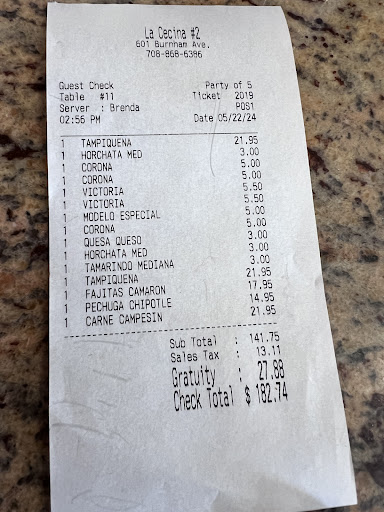 La Cecina #2
601 Burnham Ave.
708-868-6386
Guest Check Party of 5
Table #11 Ticket 2019
Server : Brenda POS1
02:56 PM Date 05/22/24
1 TAMPIQUENA 21.95
1 HORCHATA MED 3.00
1 CORONA 5.00
1 CORONA 5.00
1 VICTORIA 5.50
1 VICTORIA 5.50
1 MODELO ESPECIAL 5.00
1 CORONA 5.00
1 QUESA QUESO 3.00
1 HORCHATA MED 3.00
1 TAMARINDO MEDIANA 3.00
1 TAMPIQUENA 21.95
1 FAJITAS CAMARON 17.95
1 PECHUGA CHIPOTLE 14.95
1 CARNE CAMPESIN 21.95
Sub Total : 141.75
Sales Tax : 13.11
Gratuity : 27.88
Check Total $ 182.74